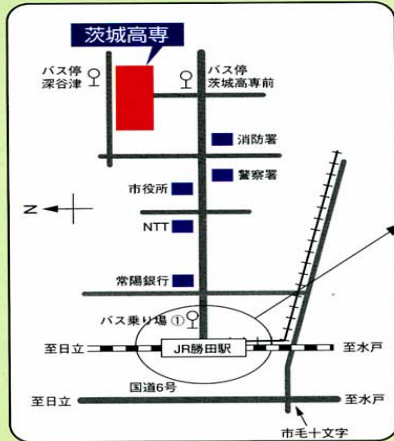 茨城高専
バス停
深谷津
バス停
茨城高専前
消防署
警察署
市役所
N
NTT
常陽銀行
バス乗り場①
至日立
JR勝田駅
至水戸
国道6号
至日立
至水戸
市毛十文字